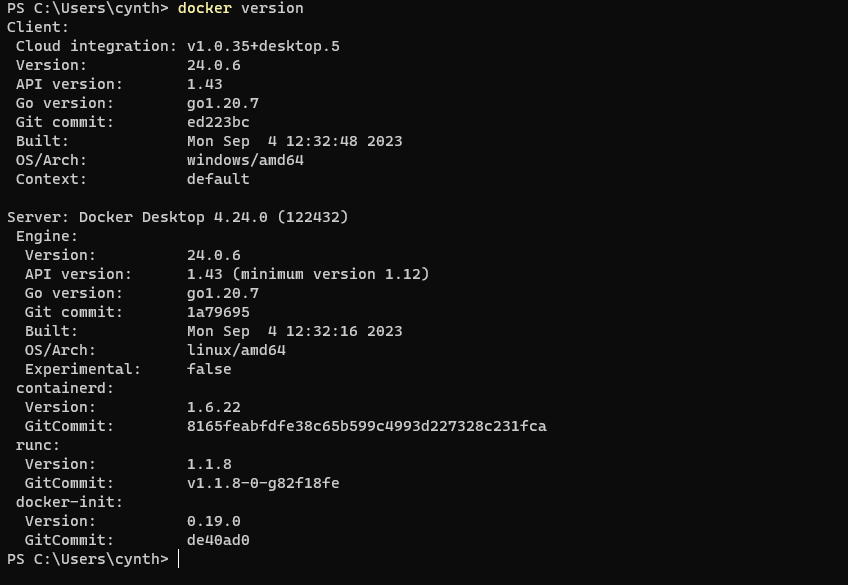 PS C:\Users\cynth> docker version
Client:
 Cloud integration: v1.0.35+desktop.5
 Version:           24.0.6
 API version:       1.43
 Go version:        go1.20.7
 Git commit:        ed223bc
 Built:             Mon Sep  4 12:32:48 2023
 OS/Arch:           windows/amd64
 Context:           default

Server: Docker Desktop 4.24.0 (122432)
 Engine:
  Version:          24.0.6
  API version:      1.43 (minimum version 1.12)
  Go version:       go1.20.7
  Git commit:       1a79695
  Built:            Mon Sep  4 12:32:16 2023
  OS/Arch:          linux/amd64
  Experimental:     false
 containerd:
  Version:          1.6.22
  GitCommit:        8165feabfdfe38c65b599c4993d227328c231fca
 runc:
  Version:          1.1.8
  GitCommit:        v1.1.8-0-g82f18fe
 docker-init:
  Version:          0.19.0
  GitCommit:        de40ad0
PS C:\Users\cynth>